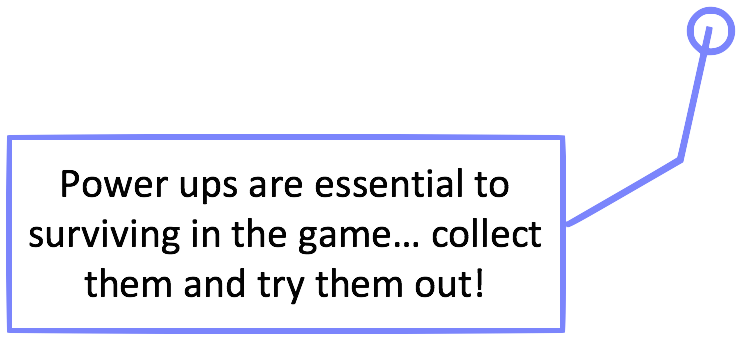 Power ups are essential to
surviving in the game… collect
them and try them out!